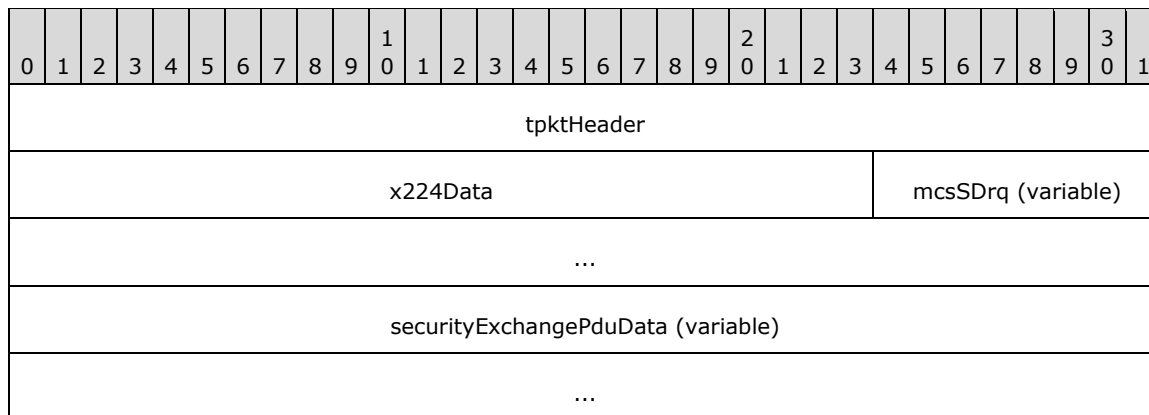 0 1 2 3 4 5 6 7 8 9 1 0 1 2 3 4 5 6 7 8 9 2 0 1 2 3 4 5 6 7 8 9 3 0 1
tpktHeader
x224Data mcsSDrq (variable)
...
securityExchangePduData (variable)
...